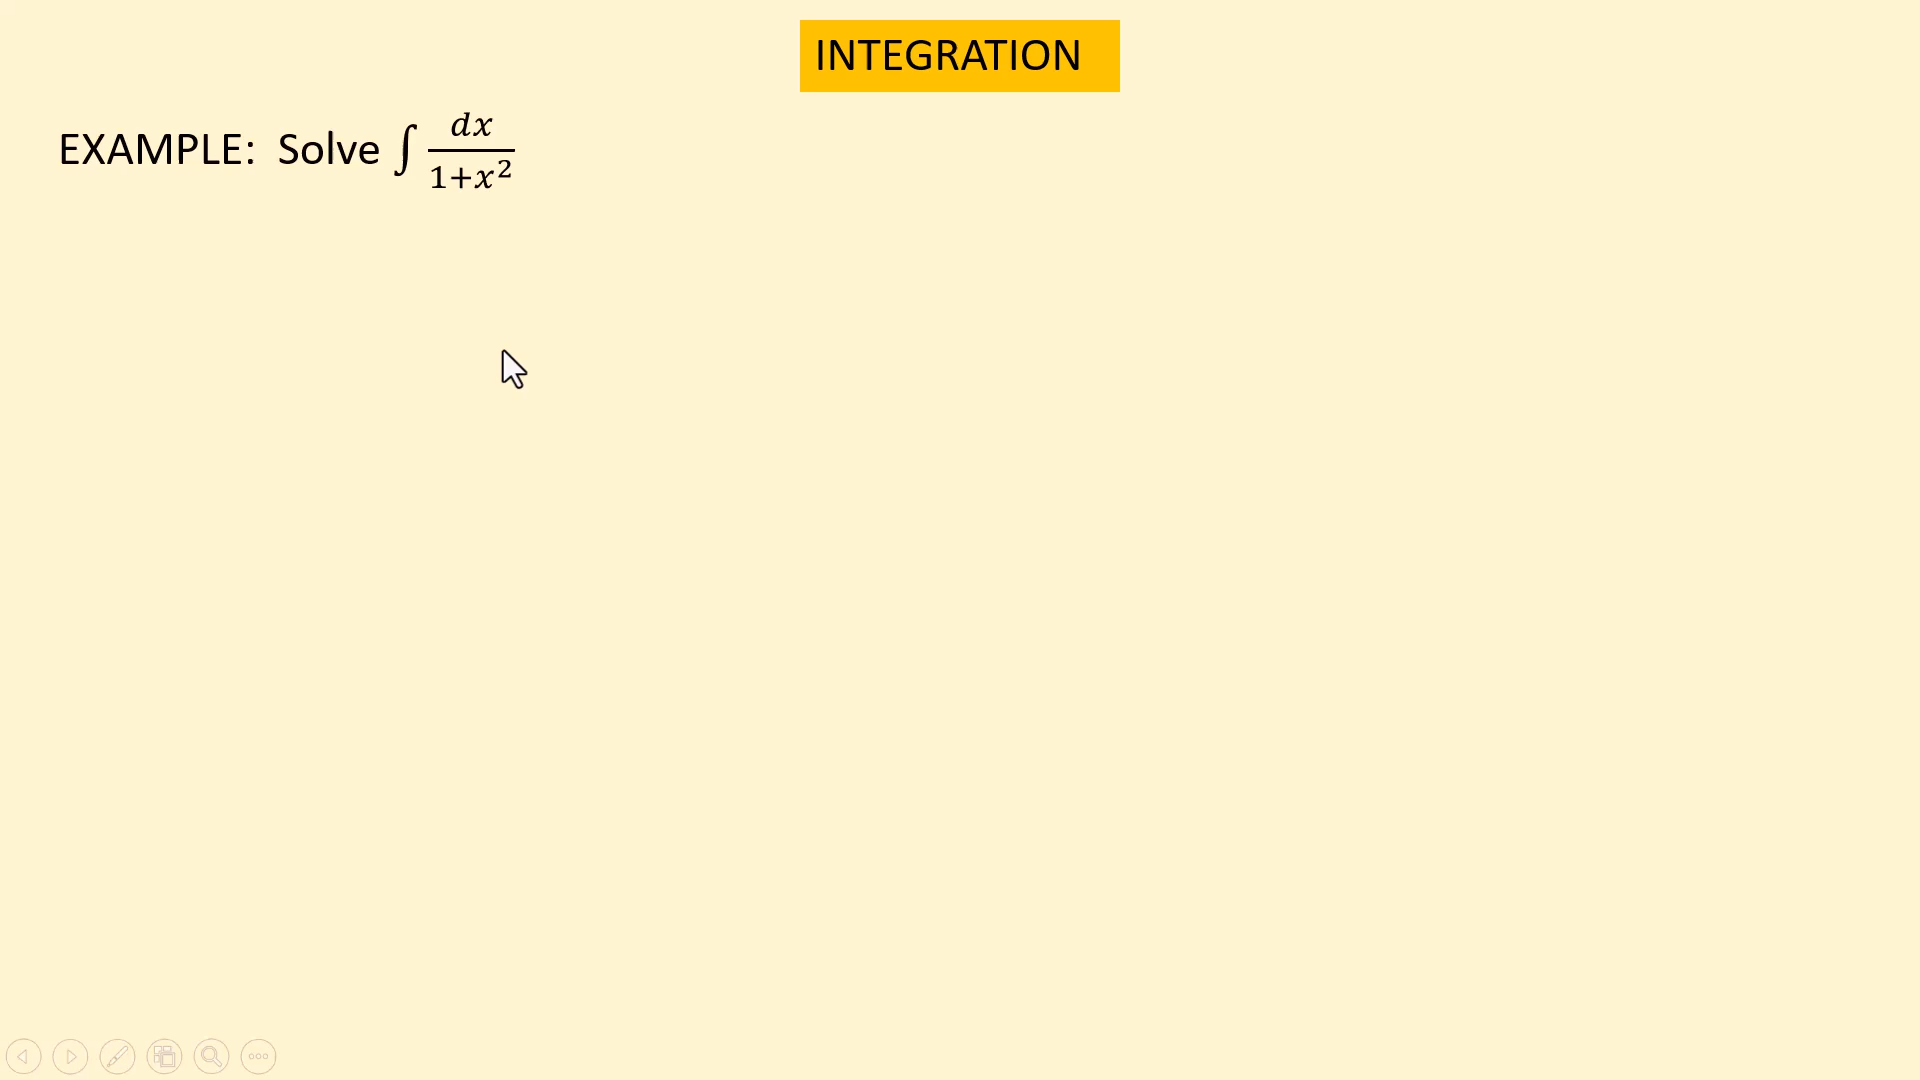 INTEGRATION
EXAMPLE: Solve ∫ dx/(1+x²)